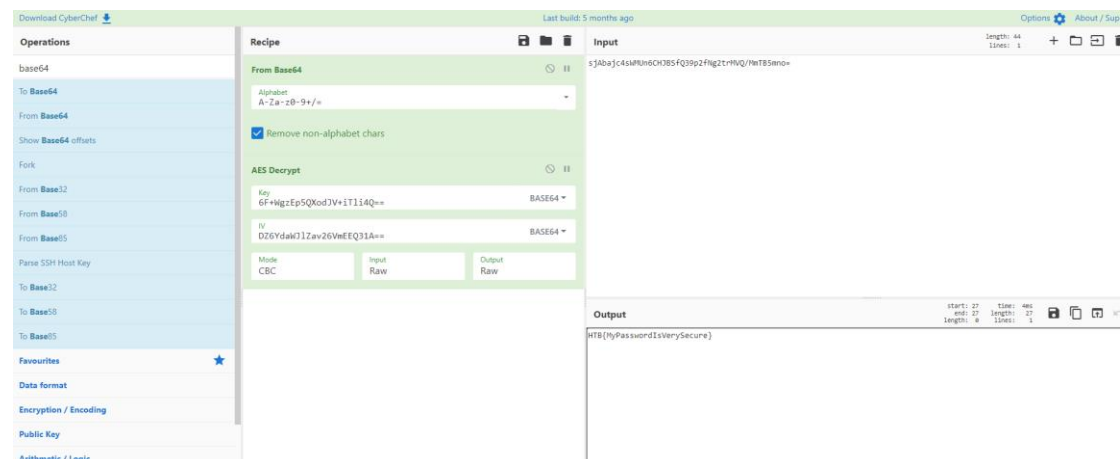 Download CyberChef
Last build: 5 months ago
Options
About / Sup
Operations
base64
To Base64
From Base64
Show Base64 offsets
Fork
From Base32
From Base58
From Base85
Parse SSH Host Key
To Base32
To Base58
To Base85
Favourites
Data format
Encryption / Encoding
Public Key
Arithmetic / Logic
Recipe
From Base64
Alphabet
A-Za-z0-9+/=
Remove non-alphabet chars
AES Decrypt
Key
6F+WgzEp5QXodJV+iTli4Q==
BASE64
IV
DZ6YdaWJlZav26VmEEQ31A==
BASE64
Mode
CBC
Input
Raw
Output
Raw
Input
length: 44
lines: 1
sjAbajc4sWMUn6CHJBSfQ39p2fNg2trMVQ/MmTB5mno=
Output
start: 27
end: 27
length: 0
time: 4ms
length: 27
lines: 1
HTB{MyPasswordIsVerySecure}